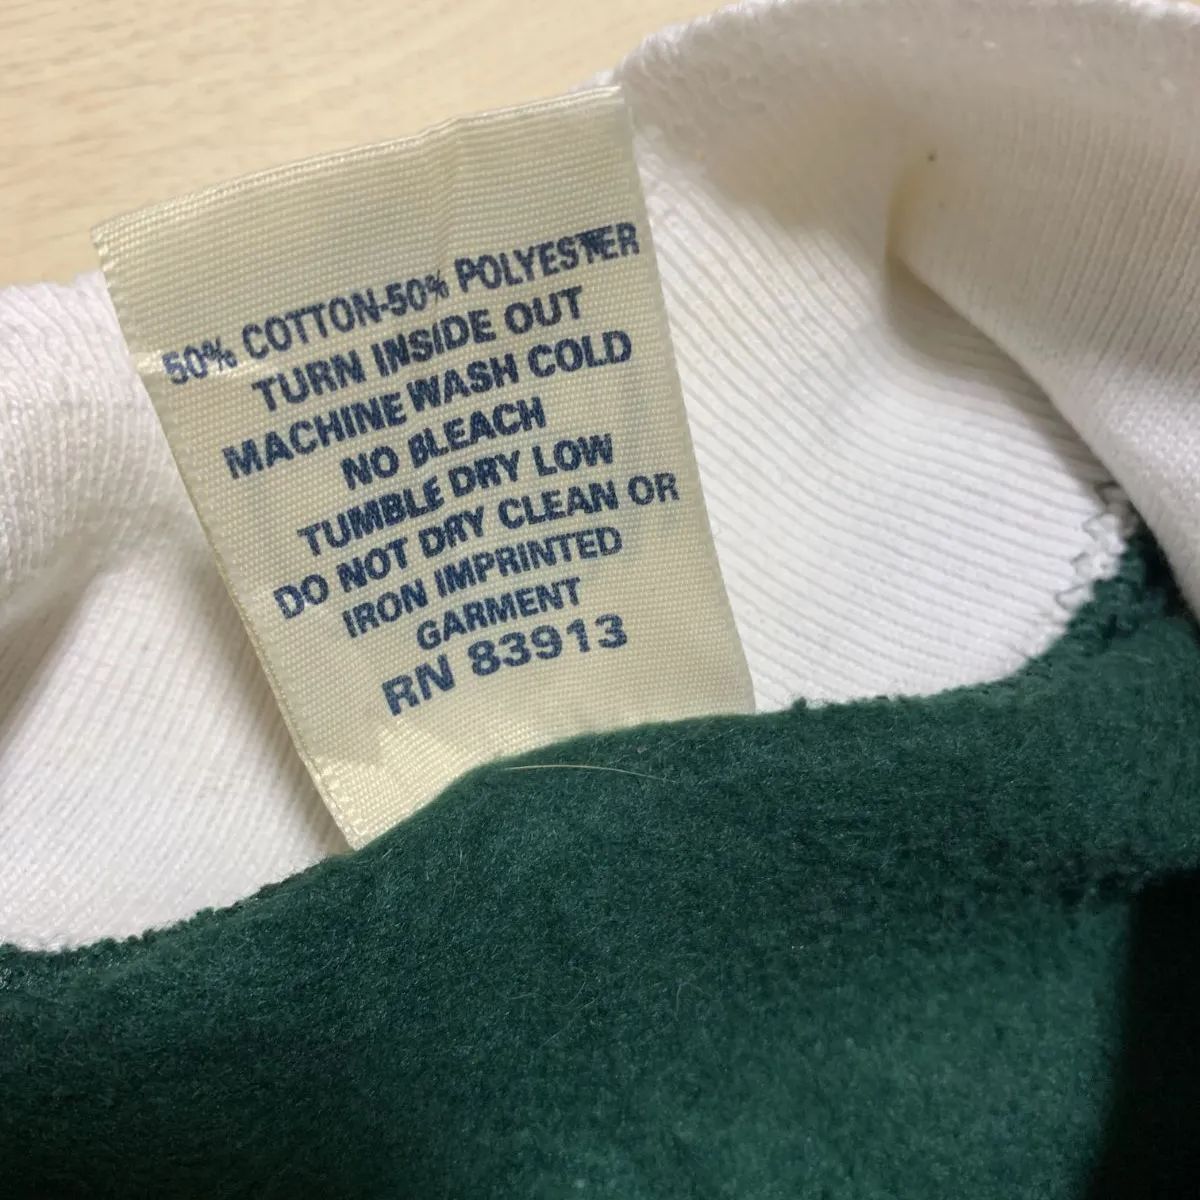 50% COTTON-50% POLYESTER
TURN INSIDE OUT
MACHINE WASH COLD
NO BLEACH
TUMBLE DRY LOW
DO NOT DRY CLEAN OR
IRON IMPRINTED
GARMENT
RN 83913